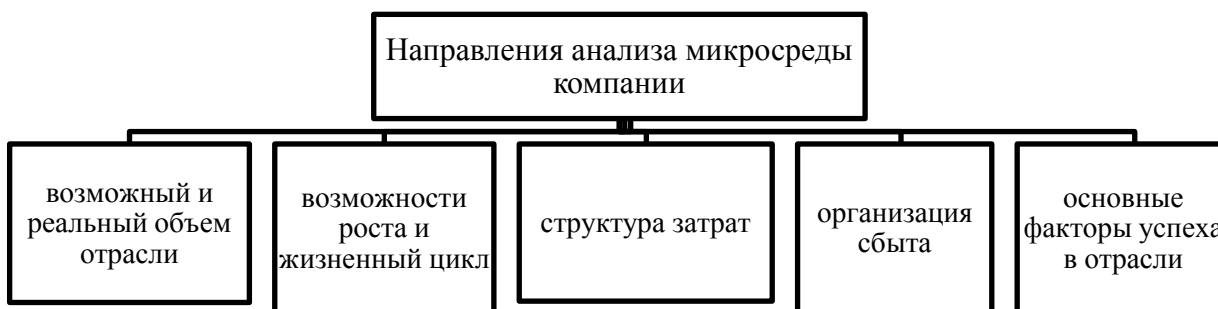 Направления анализа микросреды
компании
возможный и
реальный объем
отрасли
возможности
роста и
жизненный цикл
структура затрат
организация
сбыта
основные
факторы успеха
в отрасли